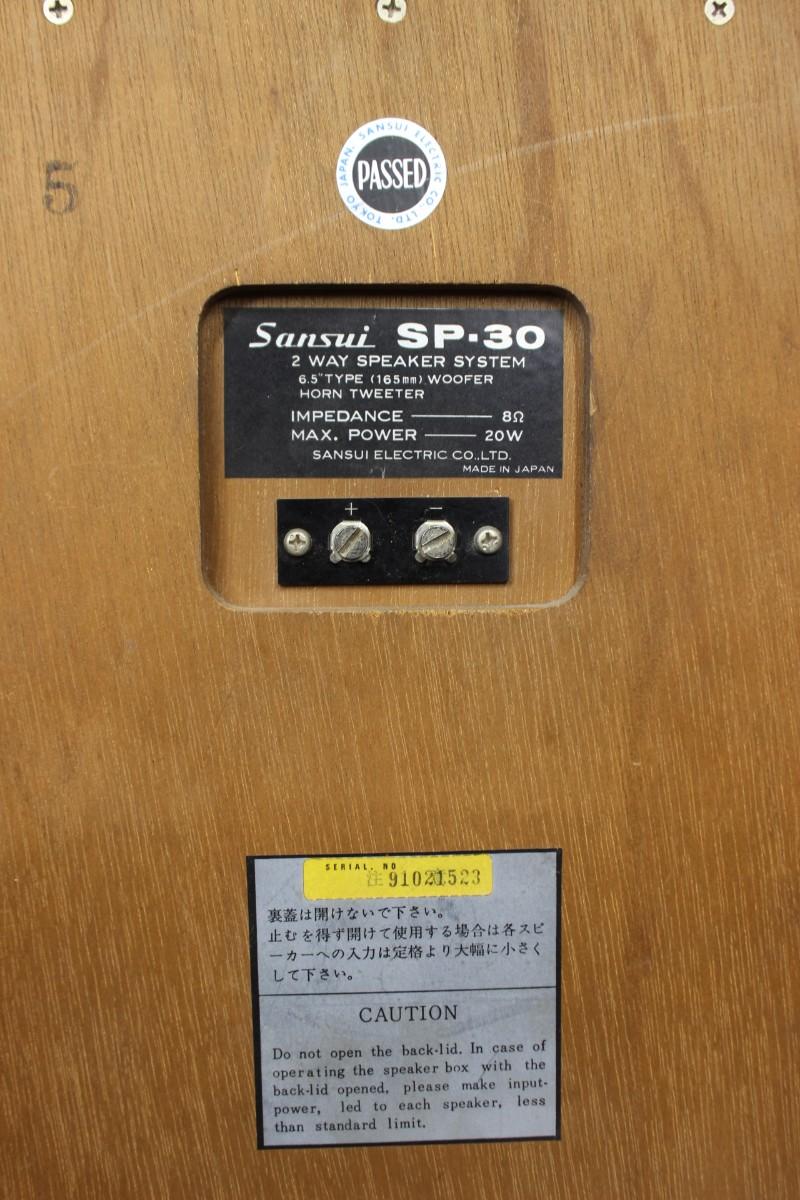 5
SANSUI ELECTRIC CO., LTD. TOKYO JAPAN.
PASSED
Sansui SP-30
2 WAY SPEAKER SYSTEM
6.5" TYPE (165mm) WOOFER
HORN TWEETER
IMPEDANCE 8Ω
MAX. POWER 20W
SANSUI ELECTRIC CO.,LTD.
MADE IN JAPAN
+ −
SERIAL. NO
注 91021523
裏蓋は開けないで下さい。
止むを得ず開けて使用する場合は各スピ
ーカーへの入力は定格より大幅に小さく
して下さい。
CAUTION
Do not open the back-lid. In case of
operating the speaker box with the
back-lid opened, please make input-
power, led to each speaker, less
than standard limit.